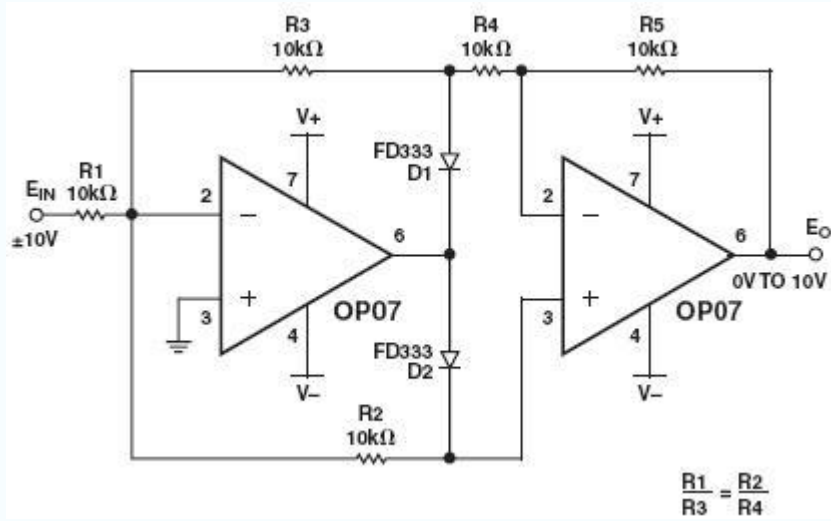 R3
10kΩ
R4
10kΩ
R5
10kΩ
V+
V+
FD333
D1
R1
10kΩ
EIN
±10V
2
7
−
6
+
3
4
OP07
V−
2
7
−
6
+
3
4
OP07
V−
EO
0V TO 10V
FD333
D2
R2
10kΩ
R1
R3
=
R2
R4